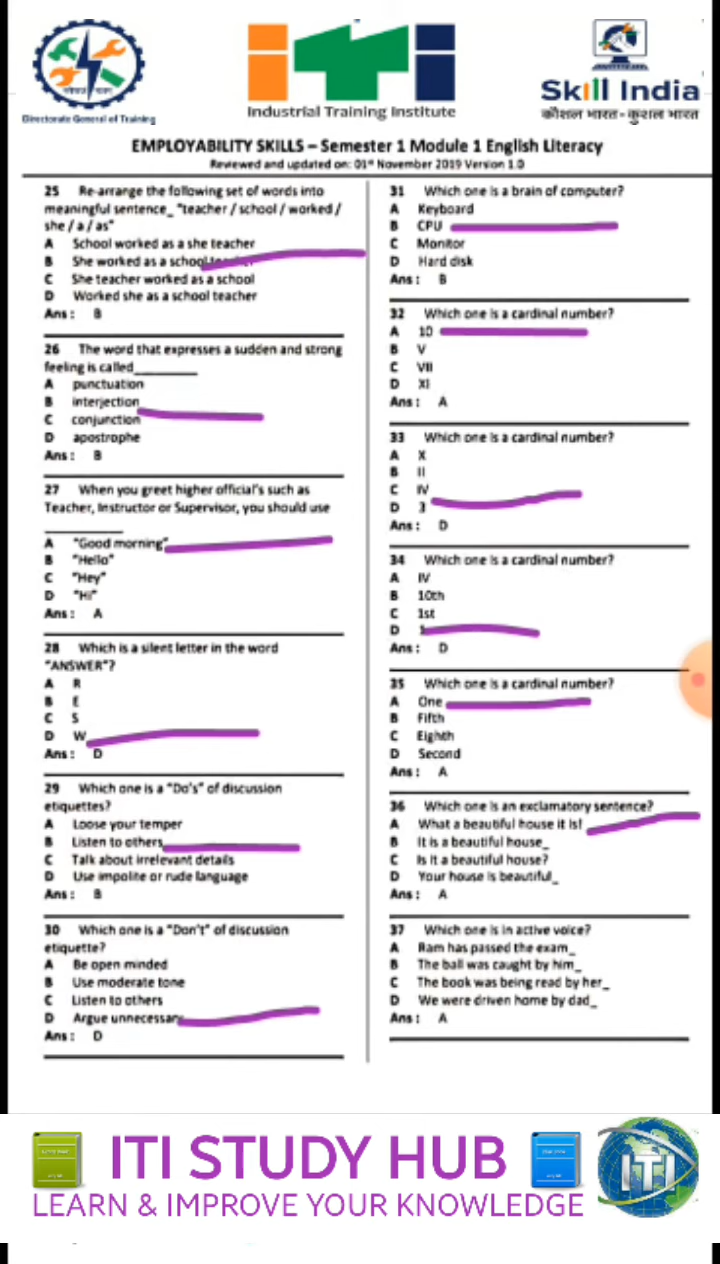 Directorate General of Training
Industrial Training Institute
Skill India
कौशल भारत - कुशल भारत
EMPLOYABILITY SKILLS – Semester 1 Module 1 English Literacy
Reviewed and updated on: 01st November 2019 Version 1.0
25 Re-arrange the following set of words into
meaningful sentence_ "teacher / school / worked /
she / a / as"
A School worked as a she teacher
B She worked as a school
C She teacher worked as a school
D Worked she as a school teacher
Ans : B
26 The word that expresses a sudden and strong
feeling is called_________
A punctuation
B interjection
C conjunction
D apostrophe
Ans : B
27 When you greet higher official's such as
Teacher, Instructor or Supervisor, you should use
___________
A "Good morning"
B "Hello"
C "Hey"
D "Hi"
Ans : A
28 Which is a silent letter in the word
"ANSWER"?
A R
B E
C S
D W
Ans : D
29 Which one is a "Do's" of discussion
etiquettes?
A Loose your temper
B Listen to others
C Talk about irrelevant details
D Use impolite or rude language
Ans : B
30 Which one is a "Don't" of discussion
etiquette?
A Be open minded
B Use moderate tone
C Listen to others
D Argue unnecessary
Ans : D
31 Which one is a brain of computer?
A Keyboard
B CPU
C Monitor
D Hard disk
Ans : B
32 Which one is a cardinal number?
A 10
B V
C VII
D XI
Ans : A
33 Which one is a cardinal number?
A X
B II
C IV
D 3
Ans : D
34 Which one is a cardinal number?
A IV
B 10th
C 1st
D
Ans : D
35 Which one is a cardinal number?
A One
B Fifth
C Eighth
D Second
Ans : A
36 Which one is an exclamatory sentence?
A What a beautiful house it is!
B It is a beautiful house_
C Is it a beautiful house?
D Your house is beautiful_
Ans : A
37 Which one is in active voice?
A Ram has passed the exam_
B The ball was caught by him_
C The book was being read by her_
D We were driven home by dad_
Ans : A
ITI STUDY HUB
ITI
LEARN & IMPROVE YOUR KNOWLEDGE